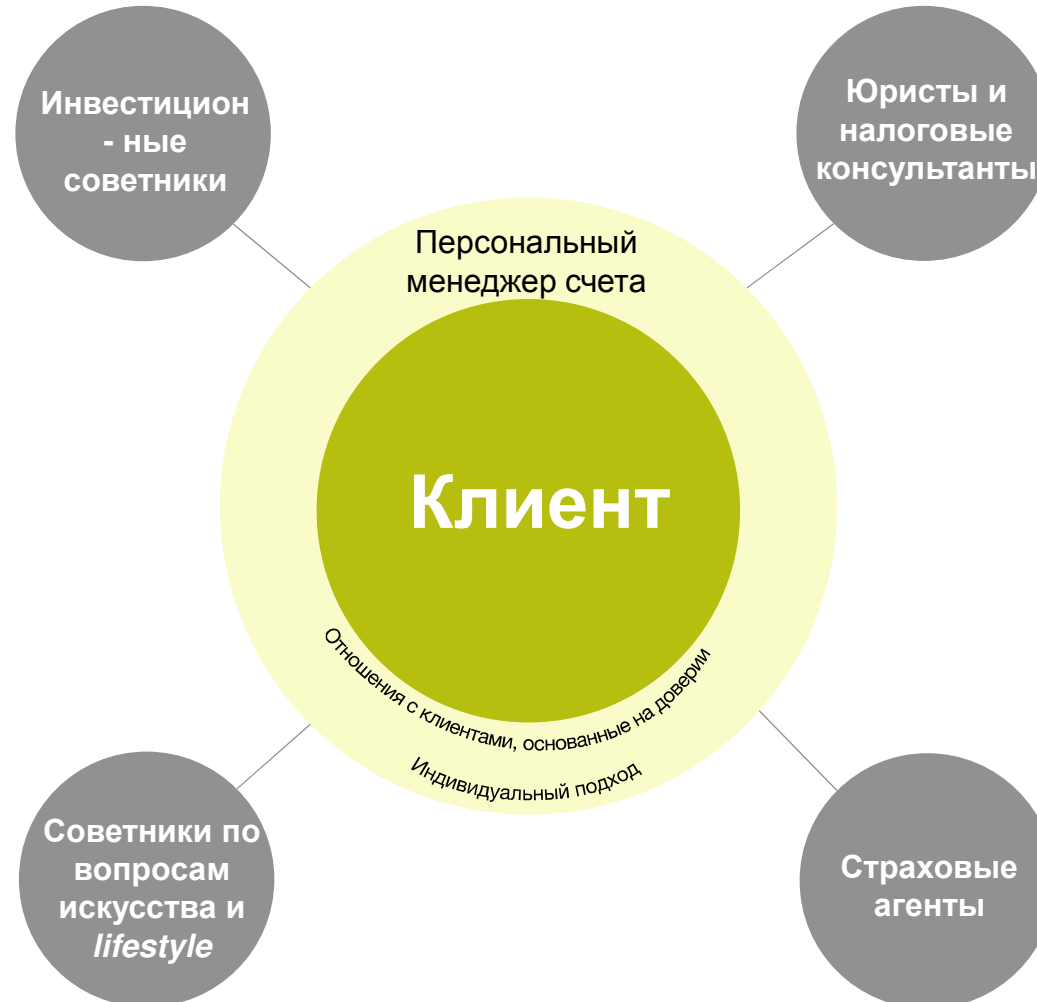 Инвестицион
- ные
советники
Юристы и
налоговые
консультанты
Персональный
менеджер счета
Клиент
Отношения с клиентами, основанные на доверии
Индивидуальный подход
Советники по
вопросам
искусства и
lifestyle
Страховые
агенты